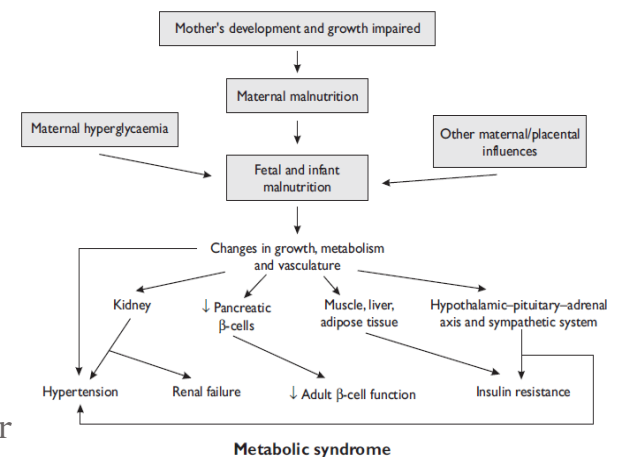 Mother's development and growth impaired
Maternal malnutrition
Maternal hyperglycaemia
Other maternal/placental
influences
Fetal and infant
malnutrition
Changes in growth, metabolism
and vasculature
Kidney
↓ Pancreatic
β-cells
Muscle, liver,
adipose tissue
Hypothalamic–pituitary–adrenal
axis and sympathetic system
Hypertension
Renal failure
↓ Adult β-cell function
Insulin resistance
r
Metabolic syndrome